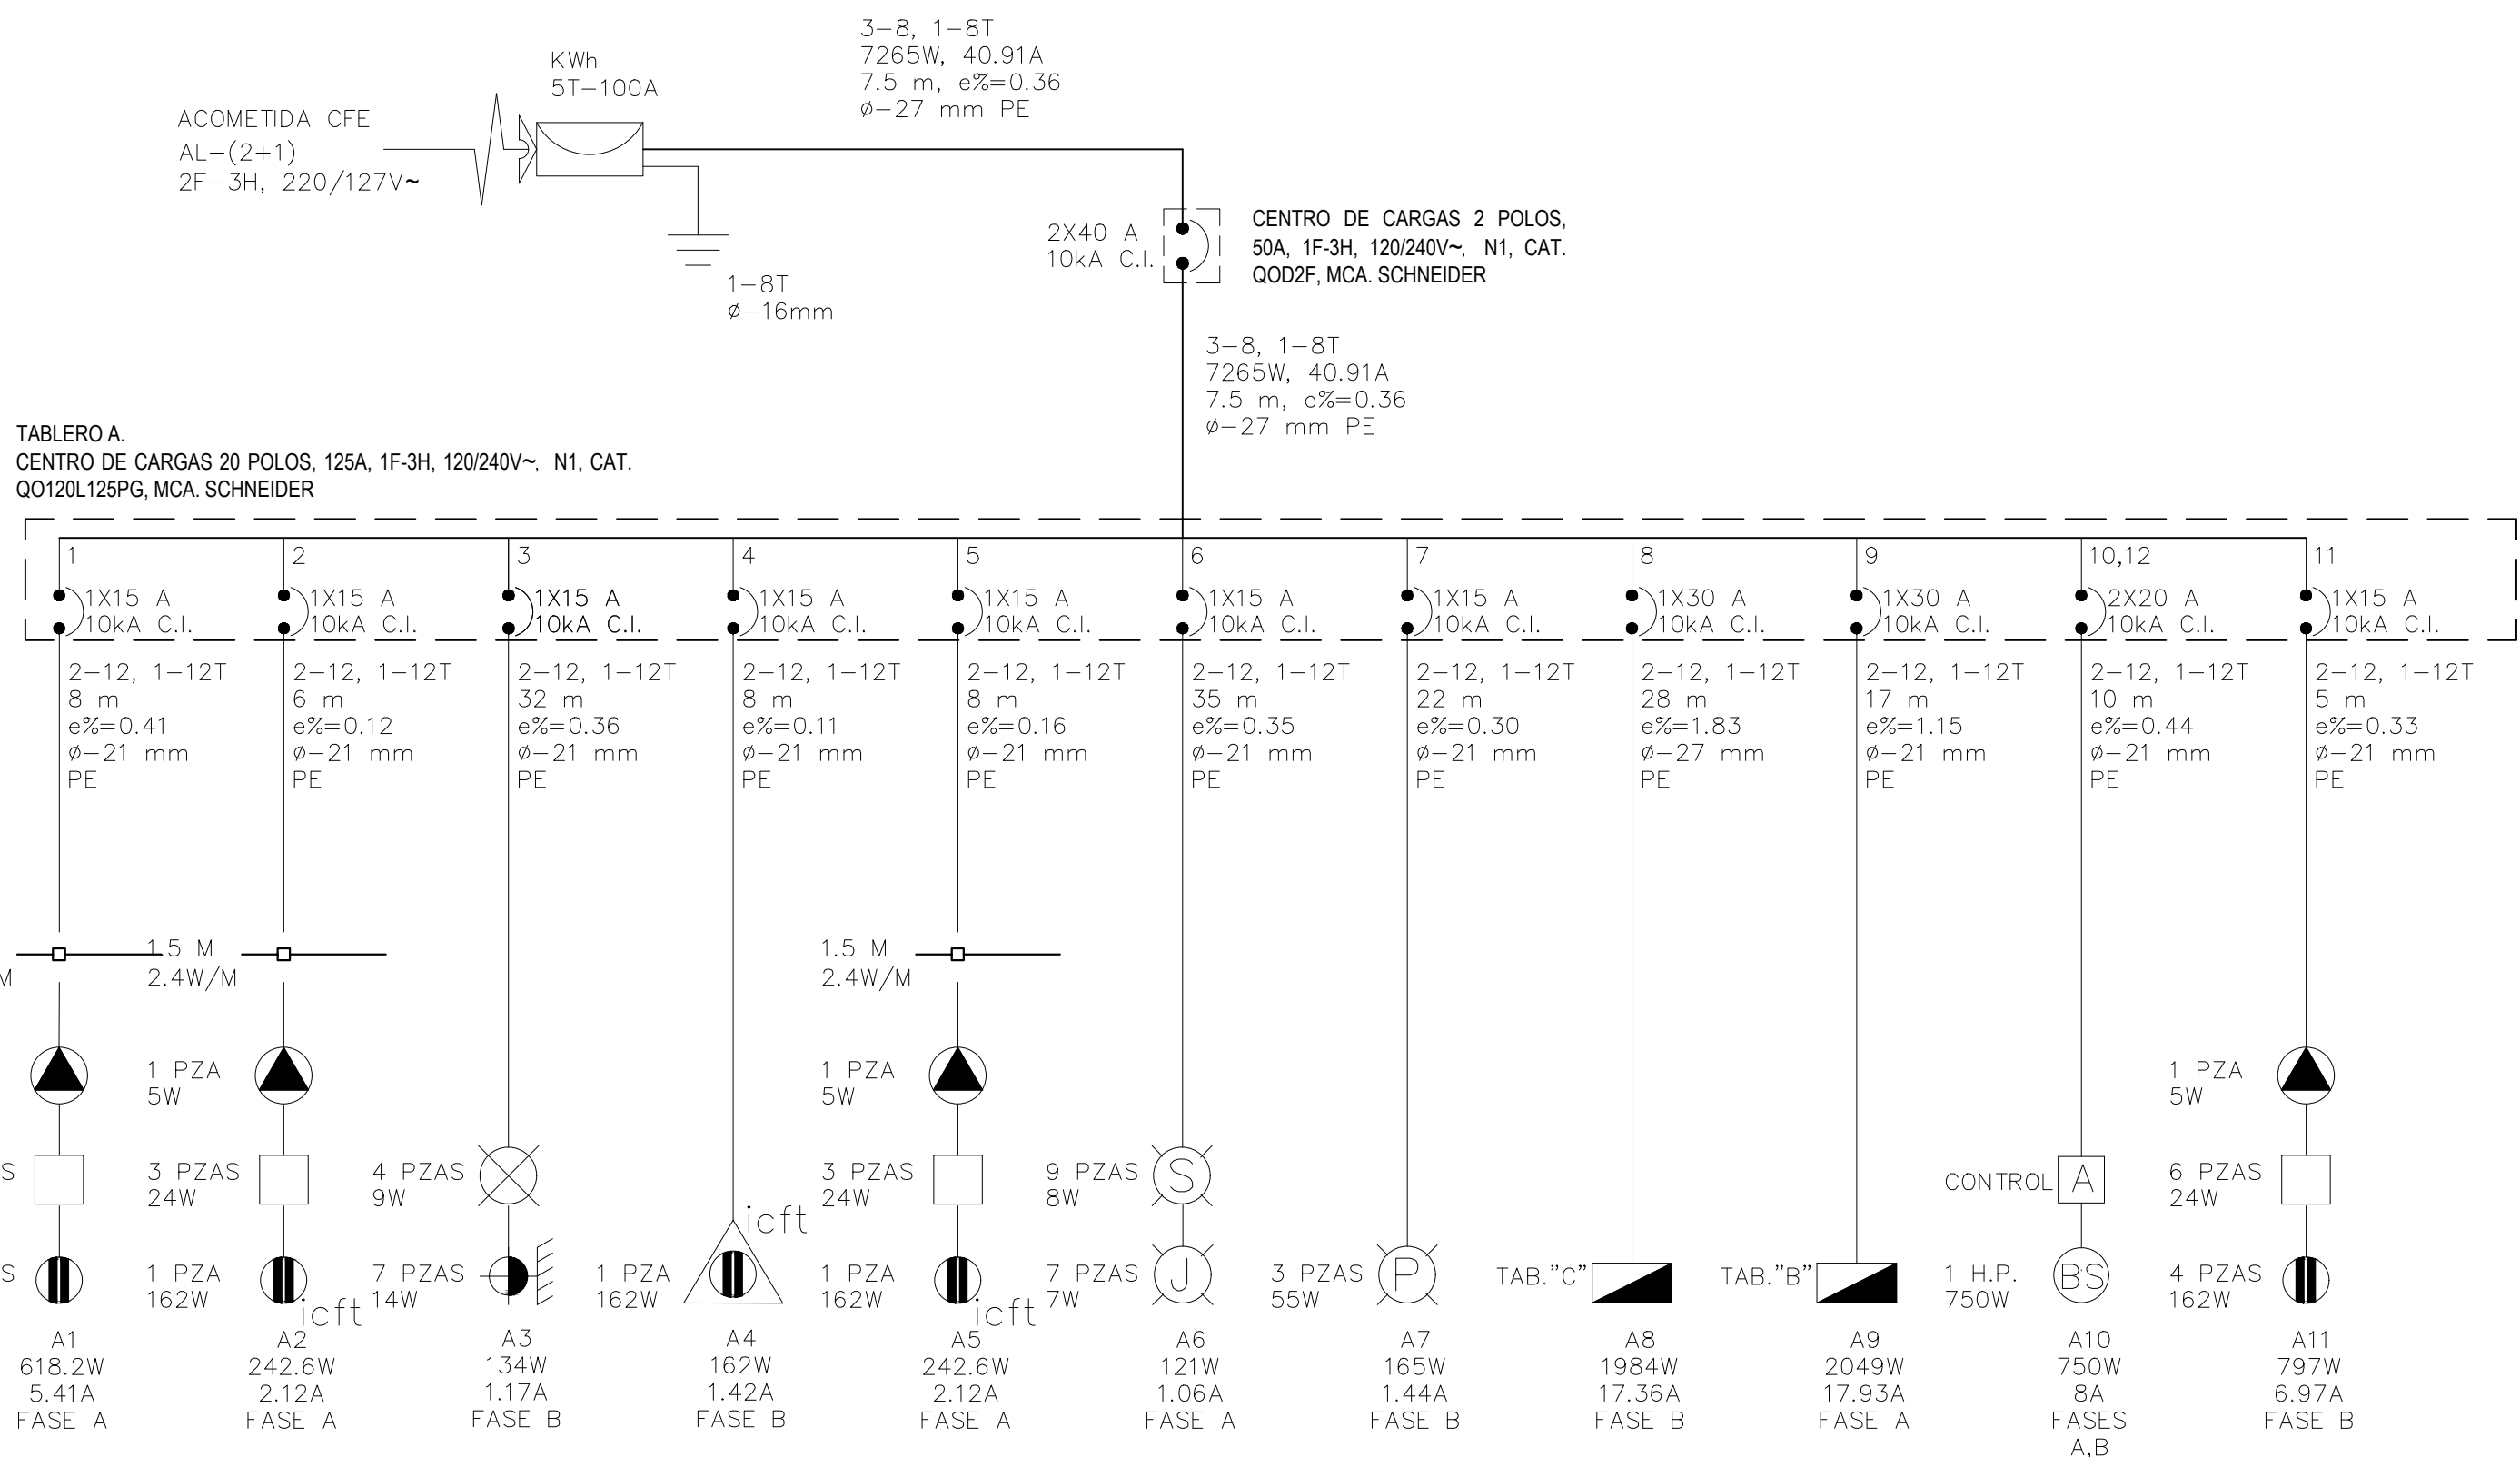 3-8, 1-8T
7265W, 40.91A
7.5 m, e%=0.36
ø-27 mm PE
KWh
5T-100A
ACOMETIDA CFE
AL-(2+1)
2F-3H, 220/127V~
1-8T
ø-16mm
2X40 A
10kA C.I.
CENTRO DE CARGAS 2 POLOS,
50A, 1F-3H, 120/240V~, N1, CAT.
QOD2F, MCA. SCHNEIDER
3-8, 1-8T
7265W, 40.91A
7.5 m, e%=0.36
ø-27 mm PE
TABLERO A.
CENTRO DE CARGAS 20 POLOS, 125A, 1F-3H, 120/240V~, N1, CAT.
QO120L125PG, MCA. SCHNEIDER
1
1X15 A
10kA C.I.
2-12, 1-12T
8 m
e%=0.41
ø-21 mm
PE
M
S
S
A1
618.2W
5.41A
FASE A
2
1X15 A
10kA C.I.
2-12, 1-12T
6 m
e%=0.12
ø-21 mm
PE
1.5 M
2.4W/M
1 PZA
5W
3 PZAS
24W
1 PZA
162W
icft
A2
242.6W
2.12A
FASE A
3
1X15 A
10kA C.I.
2-12, 1-12T
32 m
e%=0.36
ø-21 mm
PE
4 PZAS
9W
7 PZAS
14W
A3
134W
1.17A
FASE B
4
1X15 A
10kA C.I.
2-12, 1-12T
8 m
e%=0.11
ø-21 mm
PE
icft
1 PZA
162W
A4
162W
1.42A
FASE B
5
1X15 A
10kA C.I.
2-12, 1-12T
8 m
e%=0.16
ø-21 mm
PE
1.5 M
2.4W/M
1 PZA
5W
3 PZAS
24W
1 PZA
162W
icft
A5
242.6W
2.12A
FASE A
6
1X15 A
10kA C.I.
2-12, 1-12T
35 m
e%=0.35
ø-21 mm
PE
9 PZAS
8W
S
7 PZAS
7W
J
A6
121W
1.06A
FASE A
7
1X15 A
10kA C.I.
2-12, 1-12T
22 m
e%=0.30
ø-21 mm
PE
3 PZAS
55W
P
A7
165W
1.44A
FASE B
8
1X30 A
10kA C.I.
2-12, 1-12T
28 m
e%=1.83
ø-27 mm
PE
TAB."C"
A8
1984W
17.36A
FASE B
9
1X30 A
10kA C.I.
2-12, 1-12T
17 m
e%=1.15
ø-21 mm
PE
TAB."B"
A9
2049W
17.93A
FASE A
10,12
2X20 A
10kA C.I.
2-12, 1-12T
10 m
e%=0.44
ø-21 mm
PE
CONTROL
A
1 H.P.
750W
BS
A10
750W
8A
FASES
A,B
11
1X15 A
10kA C.I.
2-12, 1-12T
5 m
e%=0.33
ø-21 mm
PE
1 PZA
5W
6 PZAS
24W
4 PZAS
162W
A11
797W
6.97A
FASE B